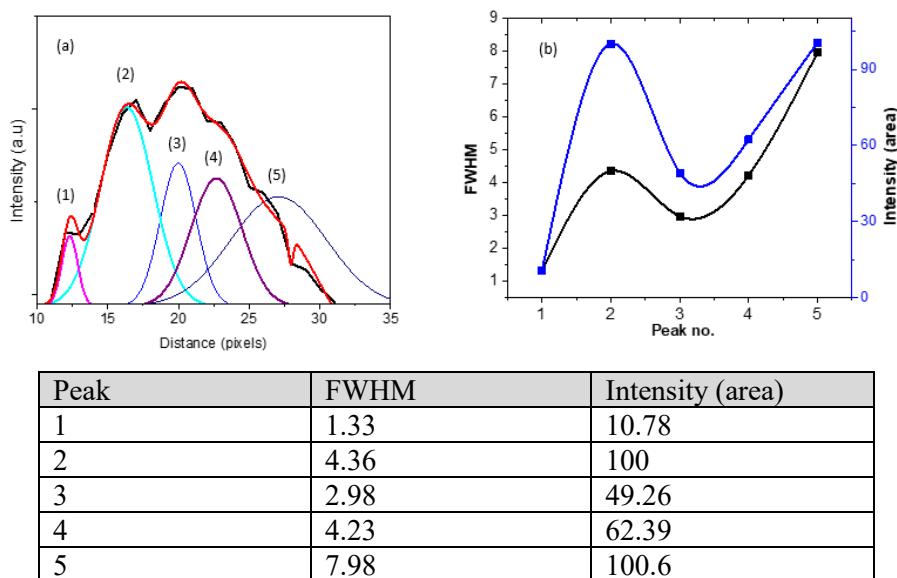 (a)
(1)
(2)
(3)
(4)
(5)
Intensity (a.u)
10 15 20 25 30 35
Distance (pixels)
(b)
9
8
7
6
5
4
3
2
1
FWHM
90
60
30
0
Intensity (area)
1 2 3 4 5
Peak no.
Peak FWHM Intensity (area)
1 1.33 10.78
2 4.36 100
3 2.98 49.26
4 4.23 62.39
5 7.98 100.6